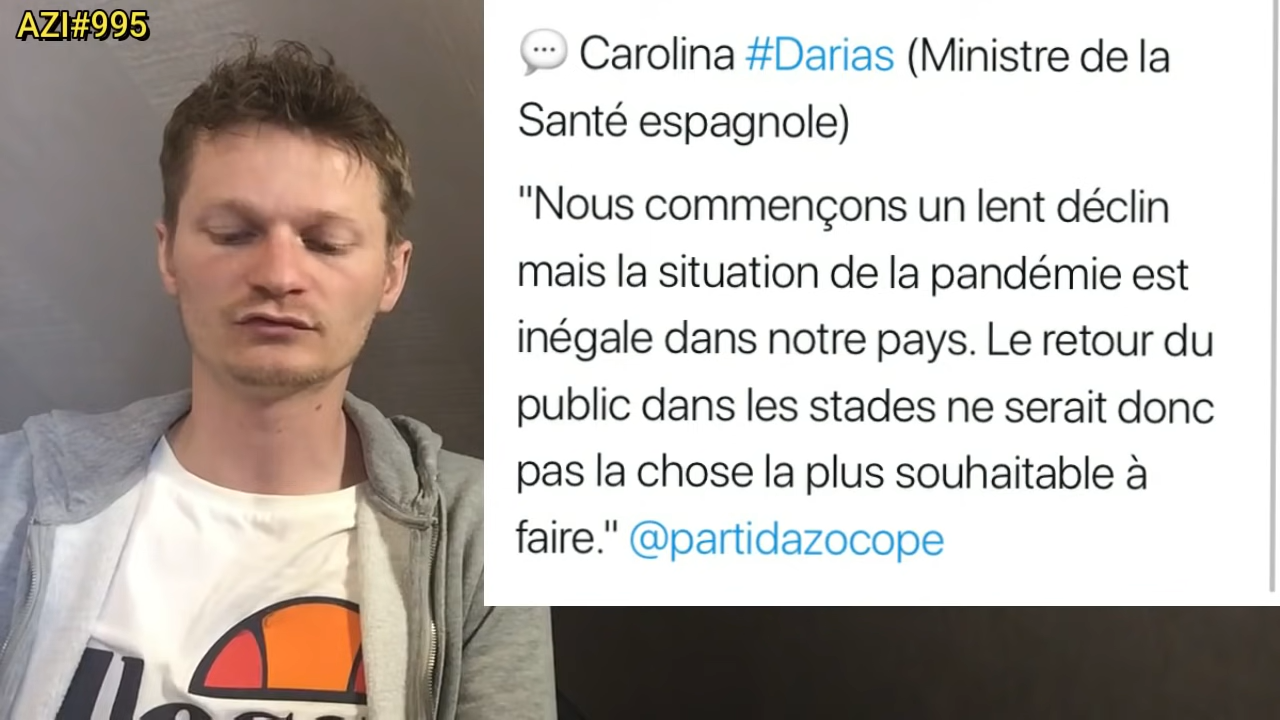 AZI#995
Carolina #Darias (Ministre de la
Santé espagnole)
"Nous commençons un lent déclin
mais la situation de la pandémie est
inégale dans notre pays. Le retour du
public dans les stades ne serait donc
pas la chose la plus souhaitable à
faire." @partidazocope